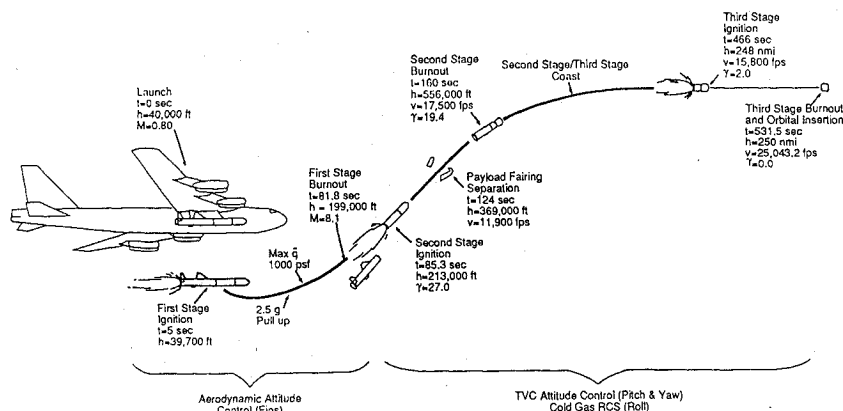 Launch
t=0 sec
h=40,000 ft
M=0.80
First Stage
Ignition
t=5 sec
h=39,700 ft
2.5 g
Pull up
Max q̄
1000 psf
First Stage
Burnout
t=81.8 sec
h = 199,000 ft
M=8.1
Second Stage
Ignition
t=85.3 sec
h=213,000 ft
γ=27.0
Payload Fairing
Separation
t=124 sec
h=369,000 ft
v=11,900 fps
Second Stage
Burnout
t=160 sec
h=556,000 ft
v=17,500 fps
γ=19.4
Second Stage/Third Stage
Coast
Third Stage
Ignition
t=466 sec
h=248 nmi
v=15,800 fps
γ=2.0
Third Stage Burnout
and Orbital Insertion
t=531.5 sec
h=250 nmi
v=25,043.2 fps
γ=0.0
Aerodynamic Attitude
Control (Fins)
TVC Attitude Control (Pitch & Yaw)
Cold Gas RCS (Roll)